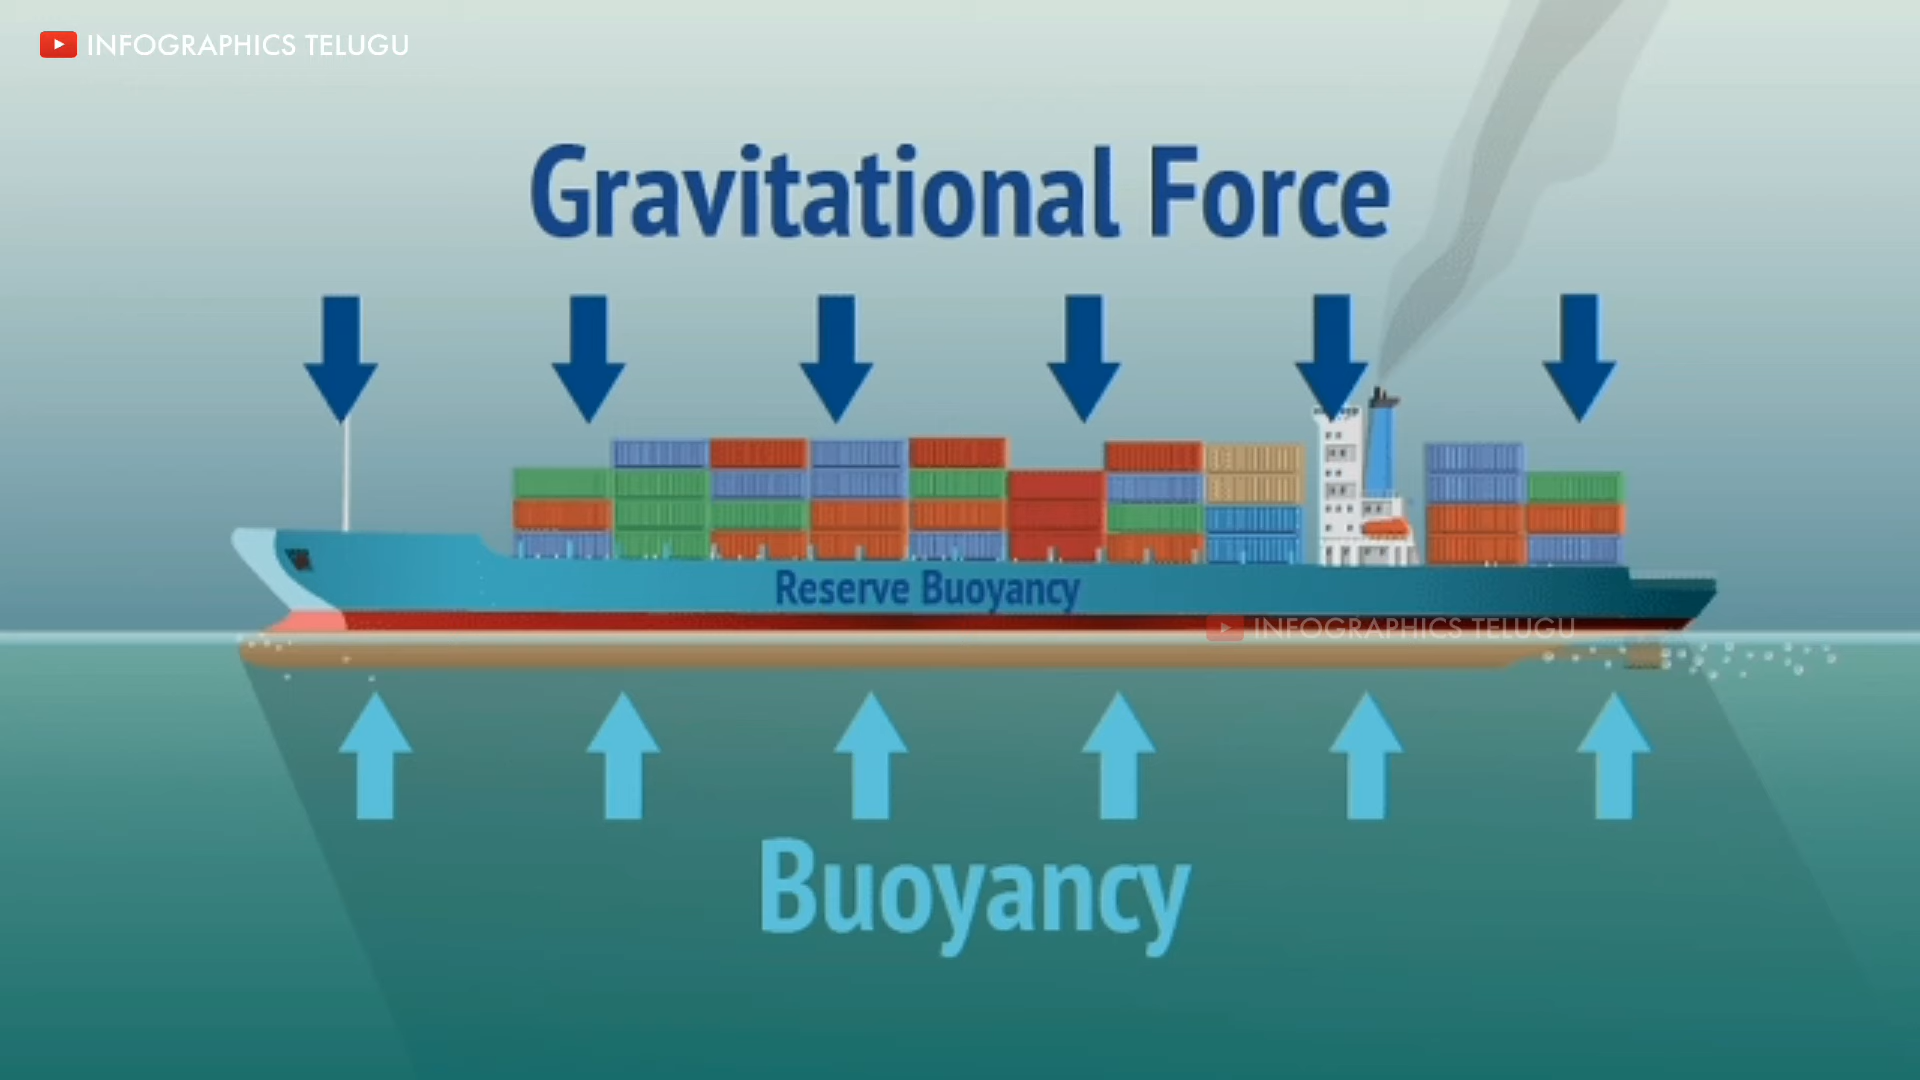 INFOGRAPHICS TELUGU
Gravitational Force
Reserve Buoyancy
INFOGRAPHICS TELUGU
Buoyancy